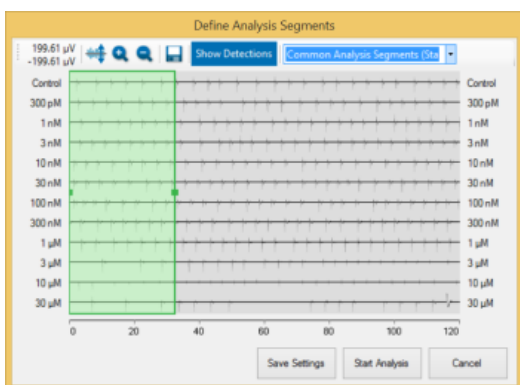 Define Analysis Segments
199.61 µV
-199.61 µV
Show Detections
Common Analysis Segments (Sta
Control Control
300 pM 300 pM
1 nM 1 nM
3 nM 3 nM
10 nM 10 nM
30 nM 30 nM
100 nM 100 nM
300 nM 300 nM
1 µM 1 µM
3 µM 3 µM
10 µM 10 µM
30 µM 30 µM
0 20 40 60 80 100 120
Save Settings Start Analysis Cancel